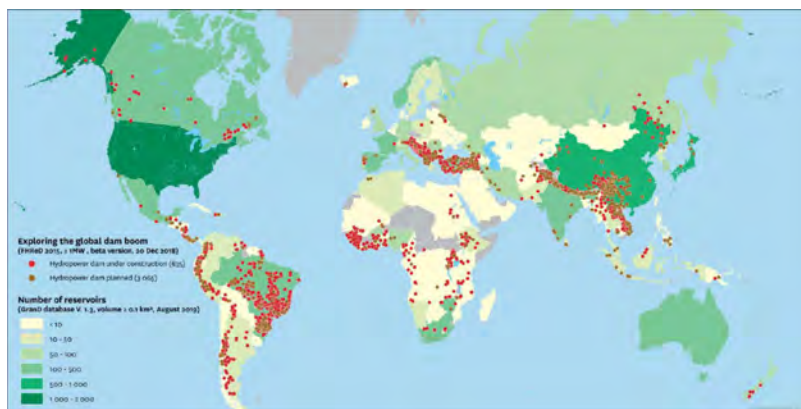 Exploring the global dam boom
(FHReD 2015, ≥ 1MW , beta version, 20 Dec 2018)
Hydropower dam under construction (635)
Hydropower dam planned (3 065)
Number of reservoirs
(GranD database V. 1.3, volume ≥ 0.1 km³, August 2019)
< 10
10 - 50
50 - 100
100 - 500
500 - 1 000
1 000 - 2 000